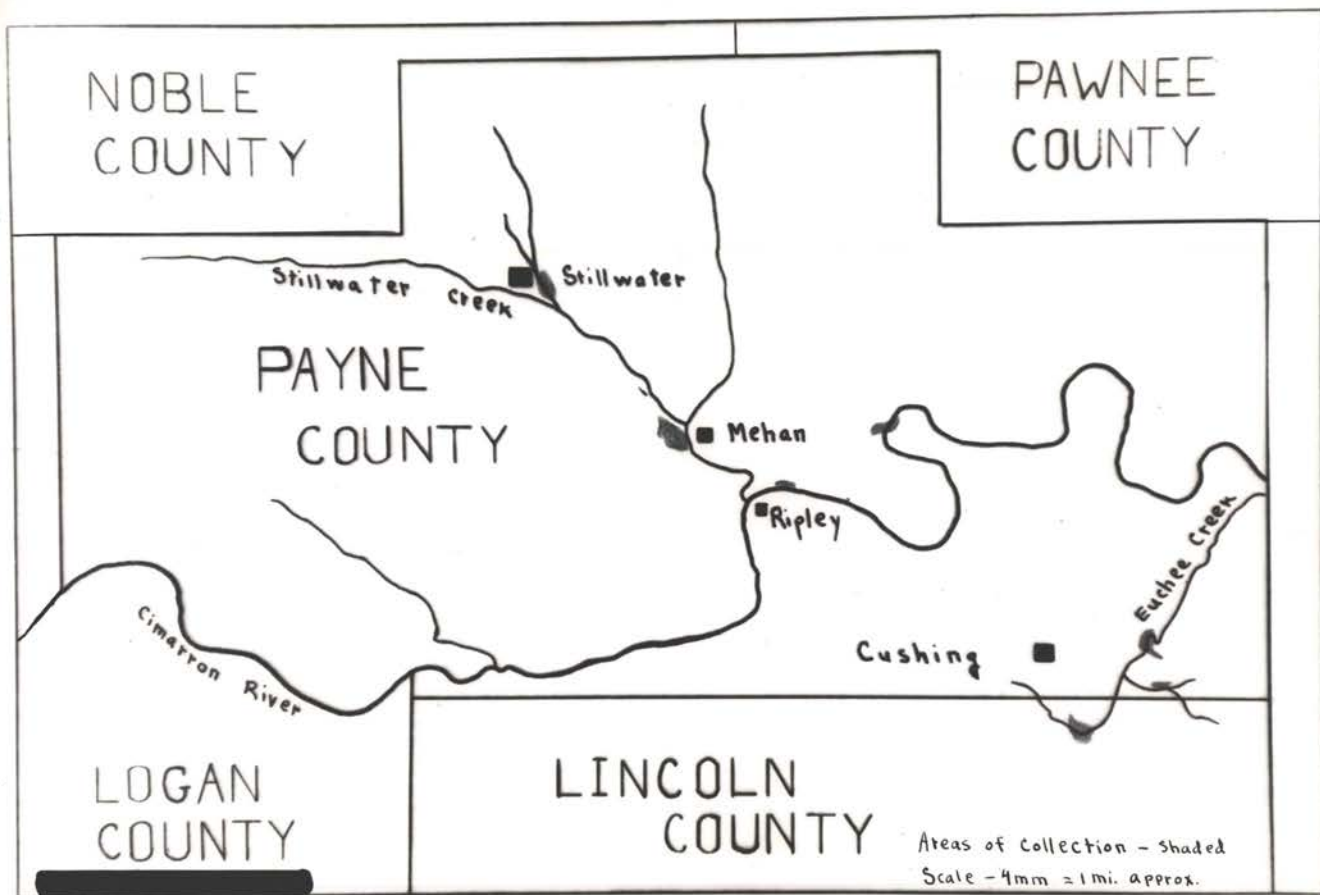 NOBLE
COUNTY
PAWNEE
COUNTY
Stillwater Creek
Stillwater
PAYNE
COUNTY
Mehan
Ripley
Euchee Creek
Cimarron River
Cushing
LOGAN
COUNTY
LINCOLN
COUNTY
Areas of Collection - Shaded
Scale - 4mm = 1 mi. approx.